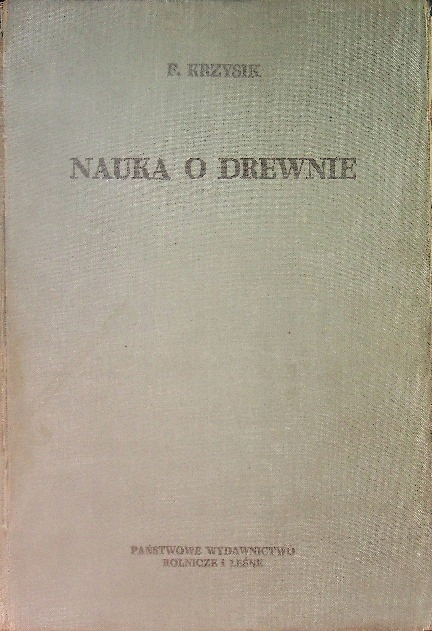 F. KRZYSIK
NAUKA O DREWNIE
PAŃSTWOWE WYDAWNICTWO
ROLNICZE I LEŚNE